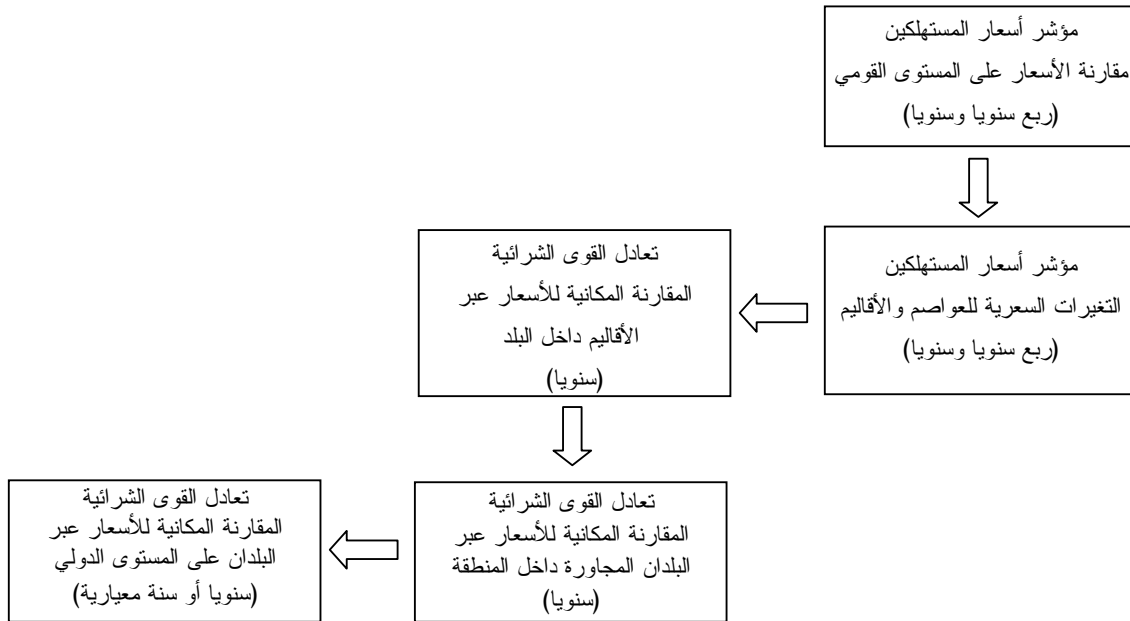 مؤشر أسعار المستهلكين
مقارنة الأسعار على المستوى القومي
(ربع سنويا وسنويا)
مؤشر أسعار المستهلكين
التغيرات السعرية للعواصم والأقاليم
(ربع سنويا وسنويا)
تعادل القوى الشرائية
المقارنة المكانية للأسعار عبر
الأقاليم داخل البلد
(سنويا)
تعادل القوى الشرائية
المقارنة المكانية للأسعار عبر
البلدان المجاورة داخل المنطقة
(سنويا)
تعادل القوى الشرائية
المقارنة المكانية للأسعار عبر
البلدان على المستوى الدولي
(سنويا أو سنة معيارية)